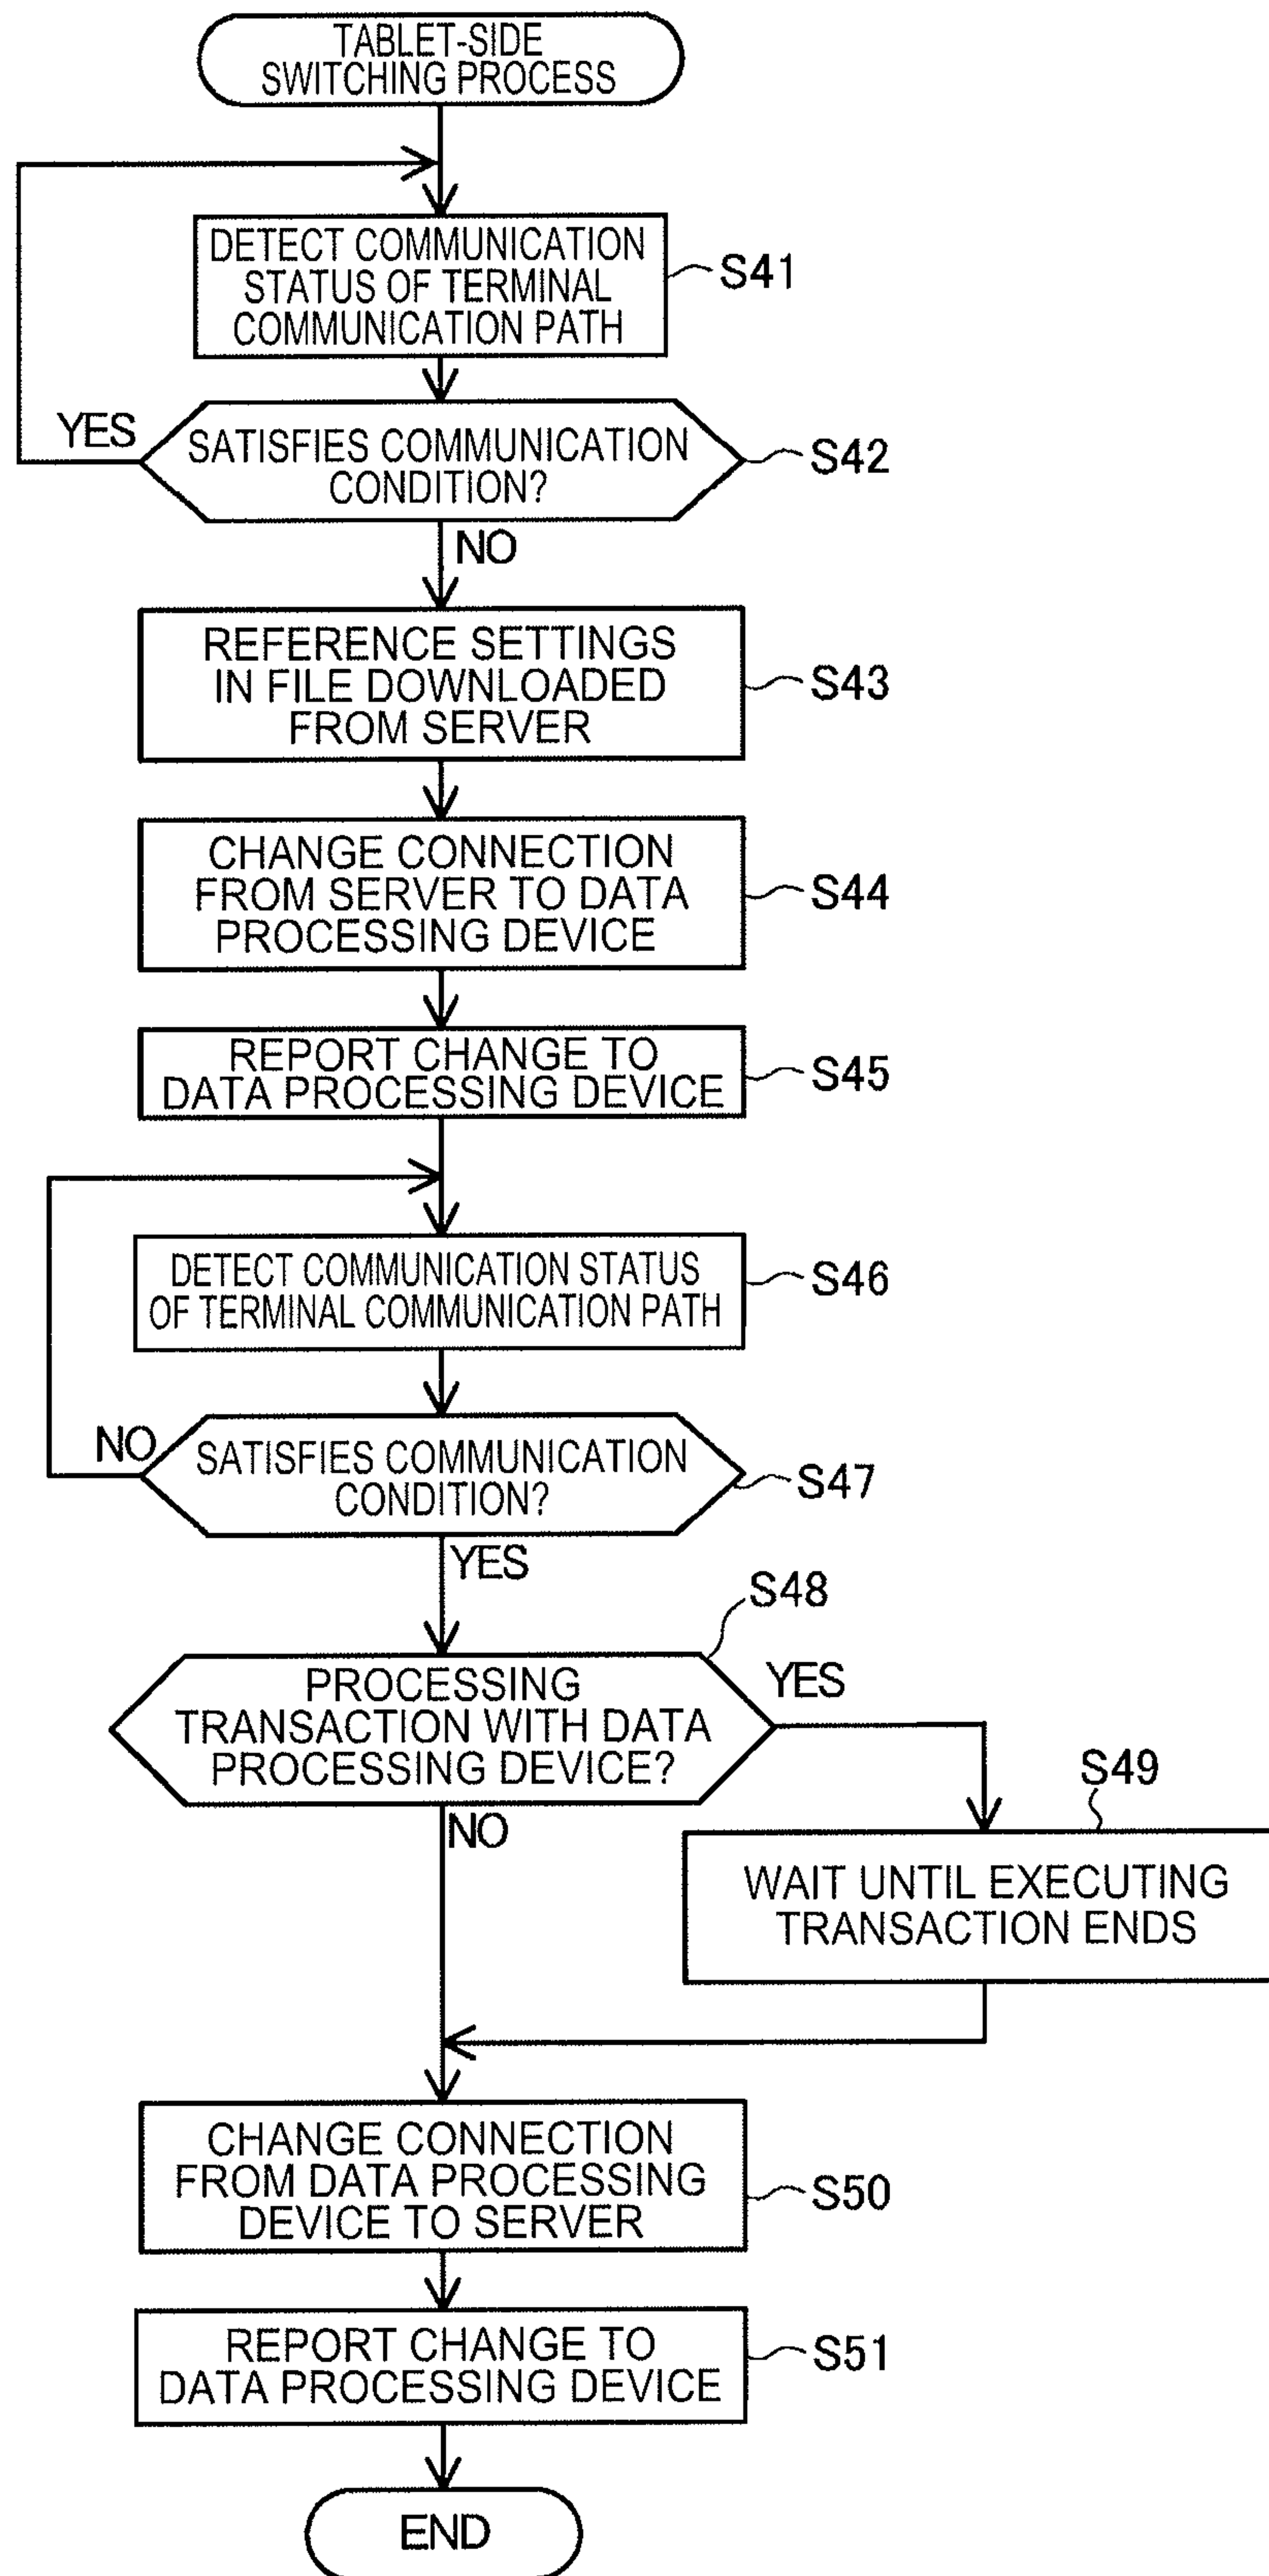 TABLET-SIDE
SWITCHING PROCESS
DETECT COMMUNICATION
STATUS OF TERMINAL
COMMUNICATION PATH
S41
YES
SATISFIES COMMUNICATION
CONDITION?
S42
NO
REFERENCE SETTINGS
IN FILE DOWNLOADED
FROM SERVER
S43
CHANGE CONNECTION
FROM SERVER TO DATA
PROCESSING DEVICE
S44
REPORT CHANGE TO
DATA PROCESSING DEVICE
S45
DETECT COMMUNICATION STATUS
OF TERMINAL COMMUNICATION PATH
S46
NO
SATISFIES COMMUNICATION
CONDITION?
S47
YES
S48
PROCESSING
TRANSACTION WITH DATA
PROCESSING DEVICE?
YES
NO
S49
WAIT UNTIL EXECUTING
TRANSACTION ENDS
CHANGE CONNECTION
FROM DATA PROCESSING
DEVICE TO SERVER
S50
REPORT CHANGE TO
DATA PROCESSING DEVICE
S51
END